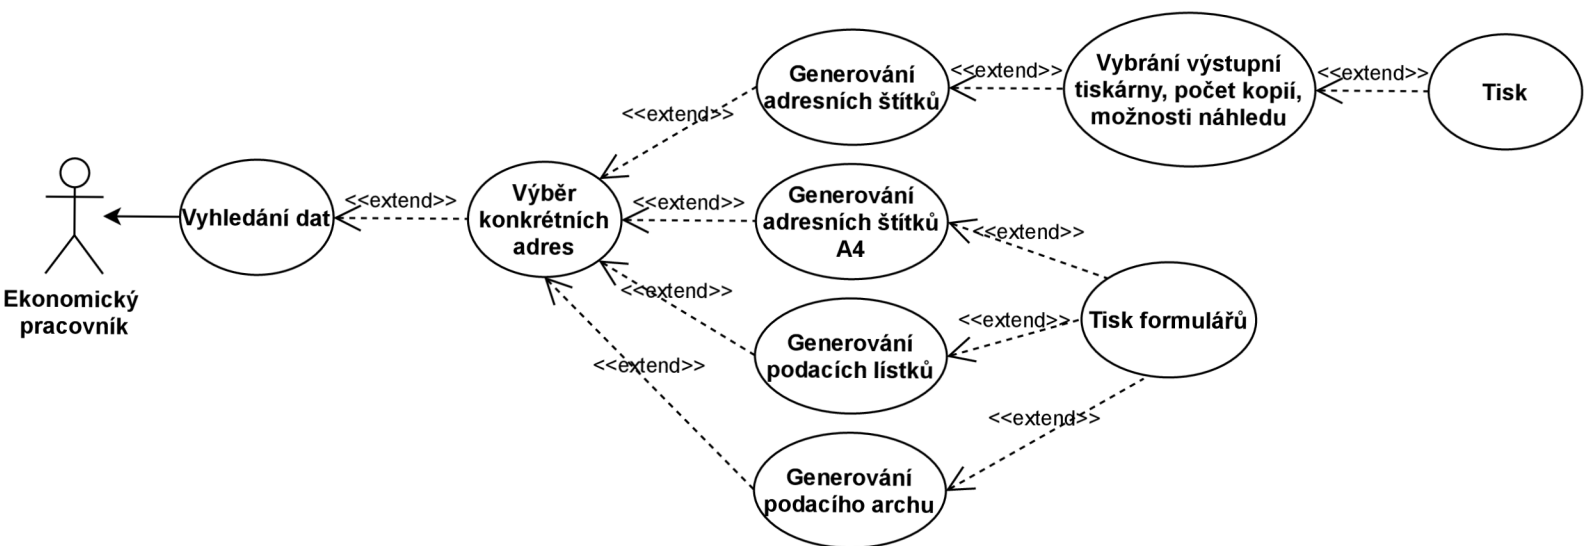 Ekonomický
pracovník
Vyhledání dat
<<extend>>
Výběr
konkrétních
adres
<<extend>>
Generování
adresních štítků
<<extend>>
Vybrání výstupní
tiskárny, počet kopií,
možnosti náhledu
<<extend>>
Tisk
<<extend>>
Generování
adresních štítků
A4
<<extend>>
<<extend>>
Generování
podacích lístků
<<extend>>
Tisk formulářů
<<extend>>
Generování
podacího archu
<<extend>>